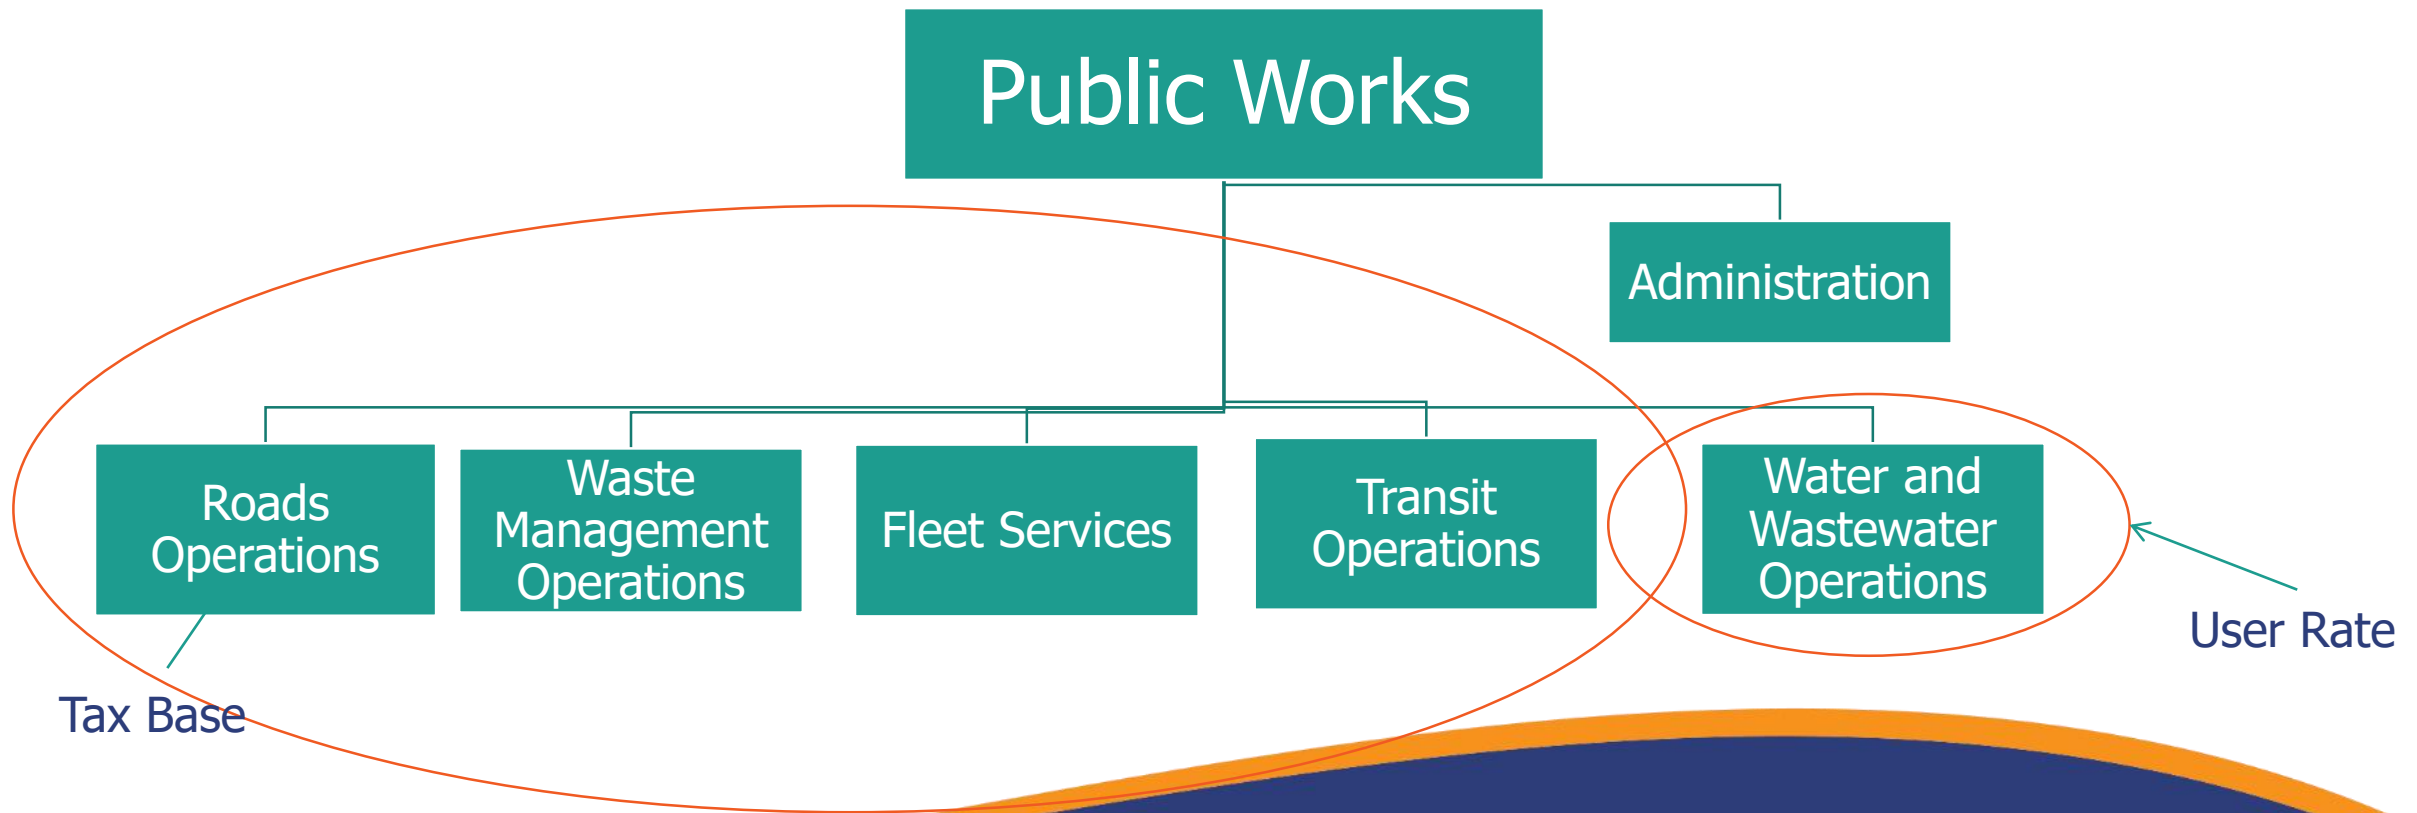 Public Works
Administration
Roads
Operations
Waste
Management
Operations
Fleet Services
Transit
Operations
Water and
Wastewater
Operations
User Rate
Tax Base